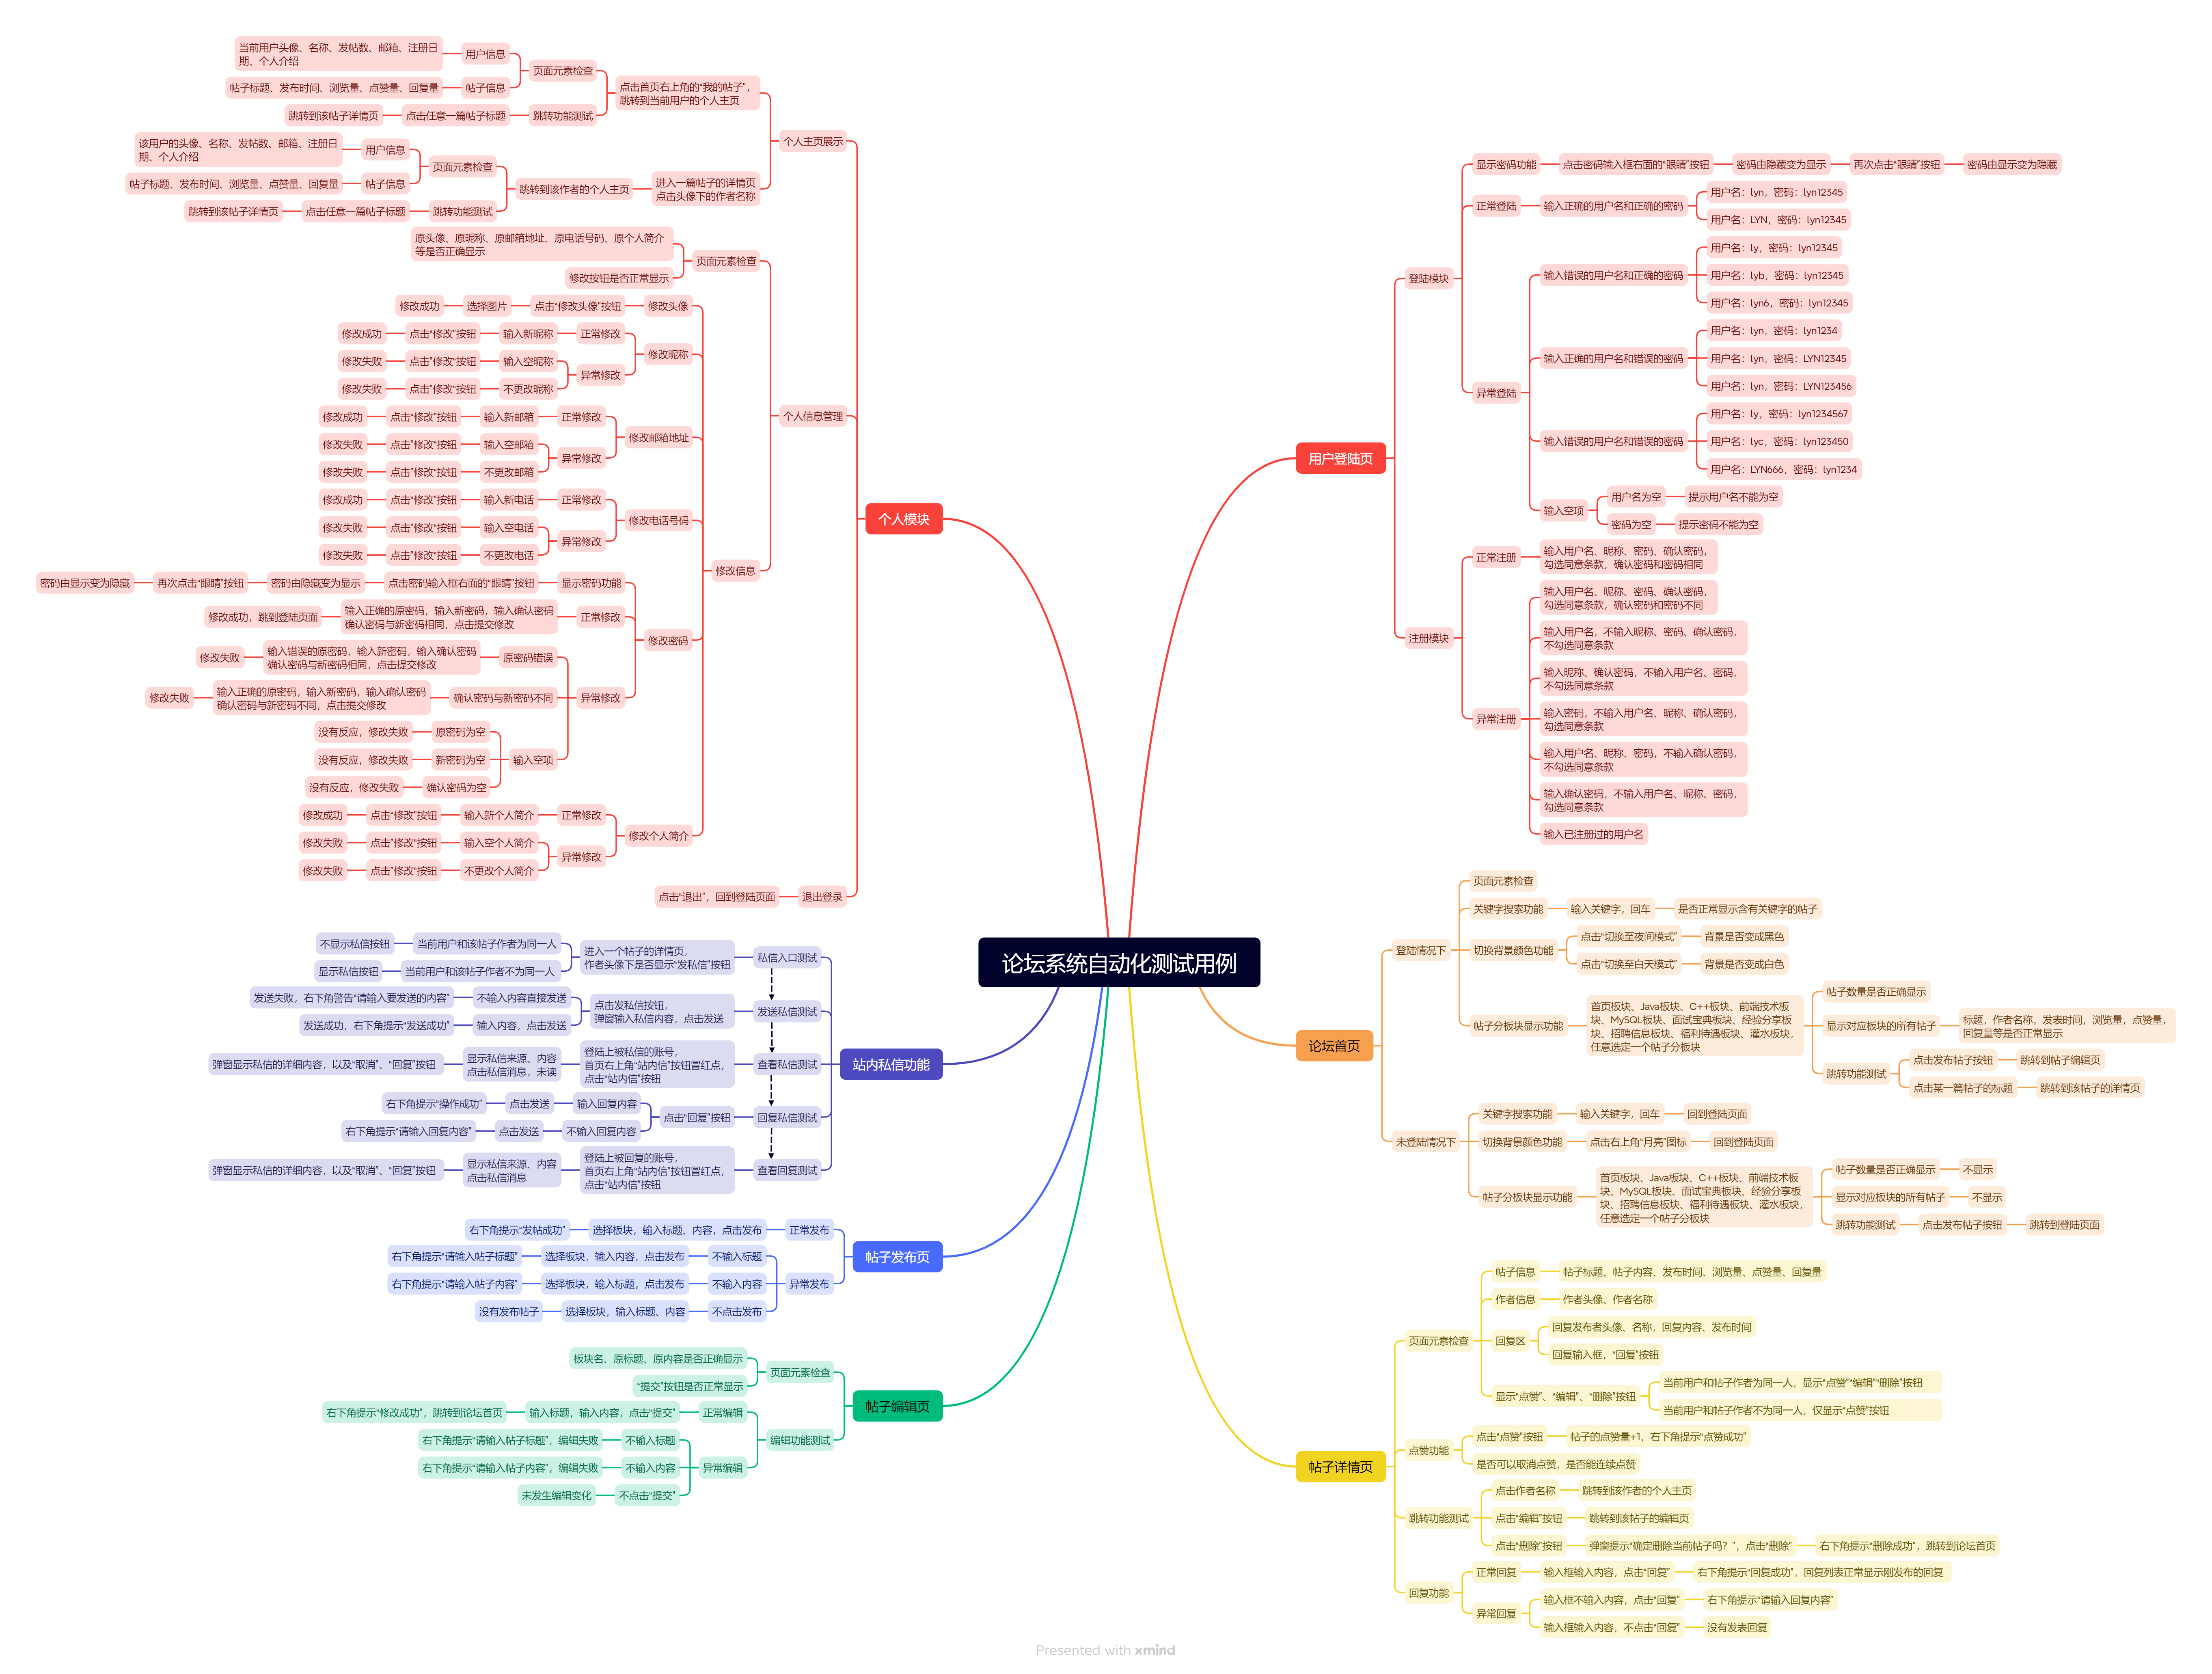 论坛系统自动化测试用例
用户登陆页
登陆模块
显示密码功能
点击密码输入框右面的“眼睛”按钮
密码由隐藏变为显示
再次点击“眼睛”按钮
密码由显示变为隐藏
正常登陆
输入正确的用户名和正确的密码
用户名：lyn，密码：lyn12345
用户名：LYN，密码：lyn12345
异常登陆
输入错误的用户名和正确的密码
用户名：ly，密码：lyn12345
用户名：lyb，密码：lyn12345
用户名：lyn6，密码：lyn12345
输入正确的用户名和错误的密码
用户名：lyn，密码：lyn1234
用户名：lyn，密码：LYN12345
用户名：lyn，密码：LYN123456
输入错误的用户名和错误的密码
用户名：ly，密码：lyn1234567
用户名：lyc，密码：lyn123450
用户名：LYN666，密码：lyn1234
输入空项
用户名为空
提示用户名不能为空
密码为空
提示密码不能为空
注册模块
正常注册
输入用户名、昵称、密码、确认密码，
勾选同意条款，确认密码和密码相同
异常注册
输入用户名、昵称、密码、确认密码，
勾选同意条款，确认密码和密码不同
输入用户名，不输入昵称、密码、确认密码，
不勾选同意条款
输入昵称、确认密码，不输入用户名、密码，
不勾选同意条款
输入密码，不输入用户名、昵称、确认密码，
勾选同意条款
输入用户名、昵称、密码，不输入确认密码，
不勾选同意条款
输入确认密码，不输入用户名、昵称、密码，
勾选同意条款
输入已注册过的用户名
论坛首页
登陆情况下
页面元素检查
关键字搜索功能
输入关键字，回车
是否正常显示含有关键字的帖子
切换背景颜色功能
点击“切换至夜间模式”
背景是否变成黑色
点击“切换至白天模式”
背景是否变成白色
帖子分板块显示功能
首页板块、Java板块、C++板块、前端技术板
块、MySQL板块、面试宝典板块、经验分享板
块、招聘信息板块、福利待遇板块、灌水板块，
任意选定一个帖子分板块
帖子数量是否正确显示
显示对应板块的所有帖子
标题，作者名称，发表时间，浏览量，点赞量，
回复量等是否正常显示
跳转功能测试
点击发布帖子按钮
跳转到帖子编辑页
点击某一篇帖子的标题
跳转到该帖子的详情页
未登陆情况下
关键字搜索功能
输入关键字，回车
回到登陆页面
切换背景颜色功能
点击右上角“月亮”图标
回到登陆页面
帖子分板块显示功能
首页板块、Java板块、C++板块、前端技术板
块、MySQL板块、面试宝典板块、经验分享板
块、招聘信息板块、福利待遇板块、灌水板块，
任意选定一个帖子分板块
帖子数量是否正确显示
不显示
显示对应板块的所有帖子
不显示
跳转功能测试
点击发布帖子按钮
跳转到登陆页面
帖子详情页
页面元素检查
帖子信息
帖子标题、帖子内容、发布时间、浏览量、点赞量、回复量
作者信息
作者头像、作者名称
回复区
回复发布者头像、名称，回复内容、发布时间
回复输入框，“回复”按钮
显示“点赞”、“编辑”、“删除”按钮
当前用户和帖子作者为同一人，显示“点赞”“编辑”“删除”按钮
当前用户和帖子作者不为同一人，仅显示“点赞”按钮
点赞功能
点击“点赞”按钮
帖子的点赞量+1，右下角提示“点赞成功”
是否可以取消点赞，是否能连续点赞
跳转功能测试
点击作者名称
跳转到该作者的个人主页
点击“编辑”按钮
跳转到该帖子的编辑页
点击“删除”按钮
弹窗提示“确定删除当前帖子吗？”，点击“删除”
右下角提示“删除成功”，跳转到论坛首页
回复功能
正常回复
输入框输入内容，点击“回复”
右下角提示“回复成功”，回复列表正常显示刚发布的回复
异常回复
输入框不输入内容，点击“回复”
右下角提示“请输入回复内容”
输入框输入内容，不点击“回复”
没有发表回复
个人模块
个人主页展示
点击首页右上角的“我的帖子”，
跳转到当前用户的个人主页
页面元素检查
用户信息
当前用户头像、名称、发帖数、邮箱、注册日
期、个人介绍
帖子信息
帖子标题、发布时间、浏览量、点赞量、回复量
跳转功能测试
点击任意一篇帖子标题
跳转到该帖子详情页
进入一篇帖子的详情页
点击头像下的作者名称
跳转到该作者的个人主页
页面元素检查
用户信息
该用户的头像、名称、发帖数、邮箱、注册日
期、个人介绍
帖子信息
帖子标题、发布时间、浏览量、点赞量、回复量
跳转功能测试
点击任意一篇帖子标题
跳转到该帖子详情页
个人信息管理
页面元素检查
原头像、原昵称、原邮箱地址、原电话号码、原个人简介
等是否正确显示
修改按钮是否正常显示
修改信息
修改头像
点击“修改头像”按钮
选择图片
修改成功
修改昵称
正常修改
输入新昵称
点击“修改”按钮
修改成功
异常修改
输入空昵称
点击“修改”按钮
修改失败
不更改昵称
点击“修改”按钮
修改失败
修改邮箱地址
正常修改
输入新邮箱
点击“修改”按钮
修改成功
异常修改
输入空邮箱
点击“修改”按钮
修改失败
不更改邮箱
点击“修改”按钮
修改失败
修改电话号码
正常修改
输入新电话
点击“修改”按钮
修改成功
异常修改
输入空电话
点击“修改”按钮
修改失败
不更改电话
点击“修改”按钮
修改失败
修改密码
显示密码功能
点击密码输入框右面的“眼睛”按钮
密码由隐藏变为显示
再次点击“眼睛”按钮
密码由显示变为隐藏
正常修改
输入正确的原密码，输入新密码，输入确认密码
确认密码与新密码相同，点击提交修改
修改成功，跳到登陆页面
异常修改
原密码错误
输入错误的原密码，输入新密码，输入确认密码
确认密码与新密码相同，点击提交修改
修改失败
确认密码与新密码不同
输入正确的原密码，输入新密码，输入确认密码
确认密码与新密码不同，点击提交修改
修改失败
输入空项
原密码为空
没有反应，修改失败
新密码为空
没有反应，修改失败
确认密码为空
没有反应，修改失败
修改个人简介
正常修改
输入新个人简介
点击“修改”按钮
修改成功
异常修改
输入空个人简介
点击“修改”按钮
修改失败
不更改个人简介
点击“修改”按钮
修改失败
退出登录
点击“退出”，回到登陆页面
站内私信功能
私信入口测试
进入一个帖子的详情页，
作者头像下是否显示“发私信”按钮
当前用户和该帖子作者为同一人
不显示私信按钮
当前用户和该帖子作者不为同一人
显示私信按钮
发送私信测试
点击发私信按钮，
弹窗输入私信内容，点击发送
不输入内容直接发送
发送失败，右下角警告“请输入要发送的内容”
输入内容，点击发送
发送成功，右下角提示“发送成功”
查看私信测试
登陆上被私信的账号，
首页右上角“站内信”按钮冒红点，
点击“站内信”按钮
显示私信来源、内容
点击私信消息，未读
弹窗显示私信的详细内容，以及“取消”、“回复”按钮
回复私信测试
点击“回复”按钮
输入回复内容
点击发送
右下角提示“操作成功”
不输入回复内容
点击发送
右下角提示“请输入回复内容”
查看回复测试
登陆上被回复的账号，
首页右上角“站内信”按钮冒红点，
点击“站内信”按钮
显示私信来源、内容
点击私信消息
弹窗显示私信的详细内容，以及“取消”、“回复”按钮
帖子发布页
正常发布
选择板块，输入标题、内容，点击发布
右下角提示“发帖成功”
异常发布
不输入标题
选择板块，输入内容，点击发布
右下角提示“请输入帖子标题”
不输入内容
选择板块，输入标题，点击发布
右下角提示“请输入帖子内容”
不点击发布
选择板块，输入标题、内容
没有发布帖子
帖子编辑页
页面元素检查
板块名、原标题、原内容是否正确显示
“提交”按钮是否正常显示
编辑功能测试
正常编辑
输入标题，输入内容，点击“提交”
右下角提示“修改成功”，跳转到论坛首页
异常编辑
不输入标题
右下角提示“请输入帖子标题”，编辑失败
不输入内容
右下角提示“请输入帖子内容”，编辑失败
不点击“提交”
未发生编辑变化
Presented with xmind